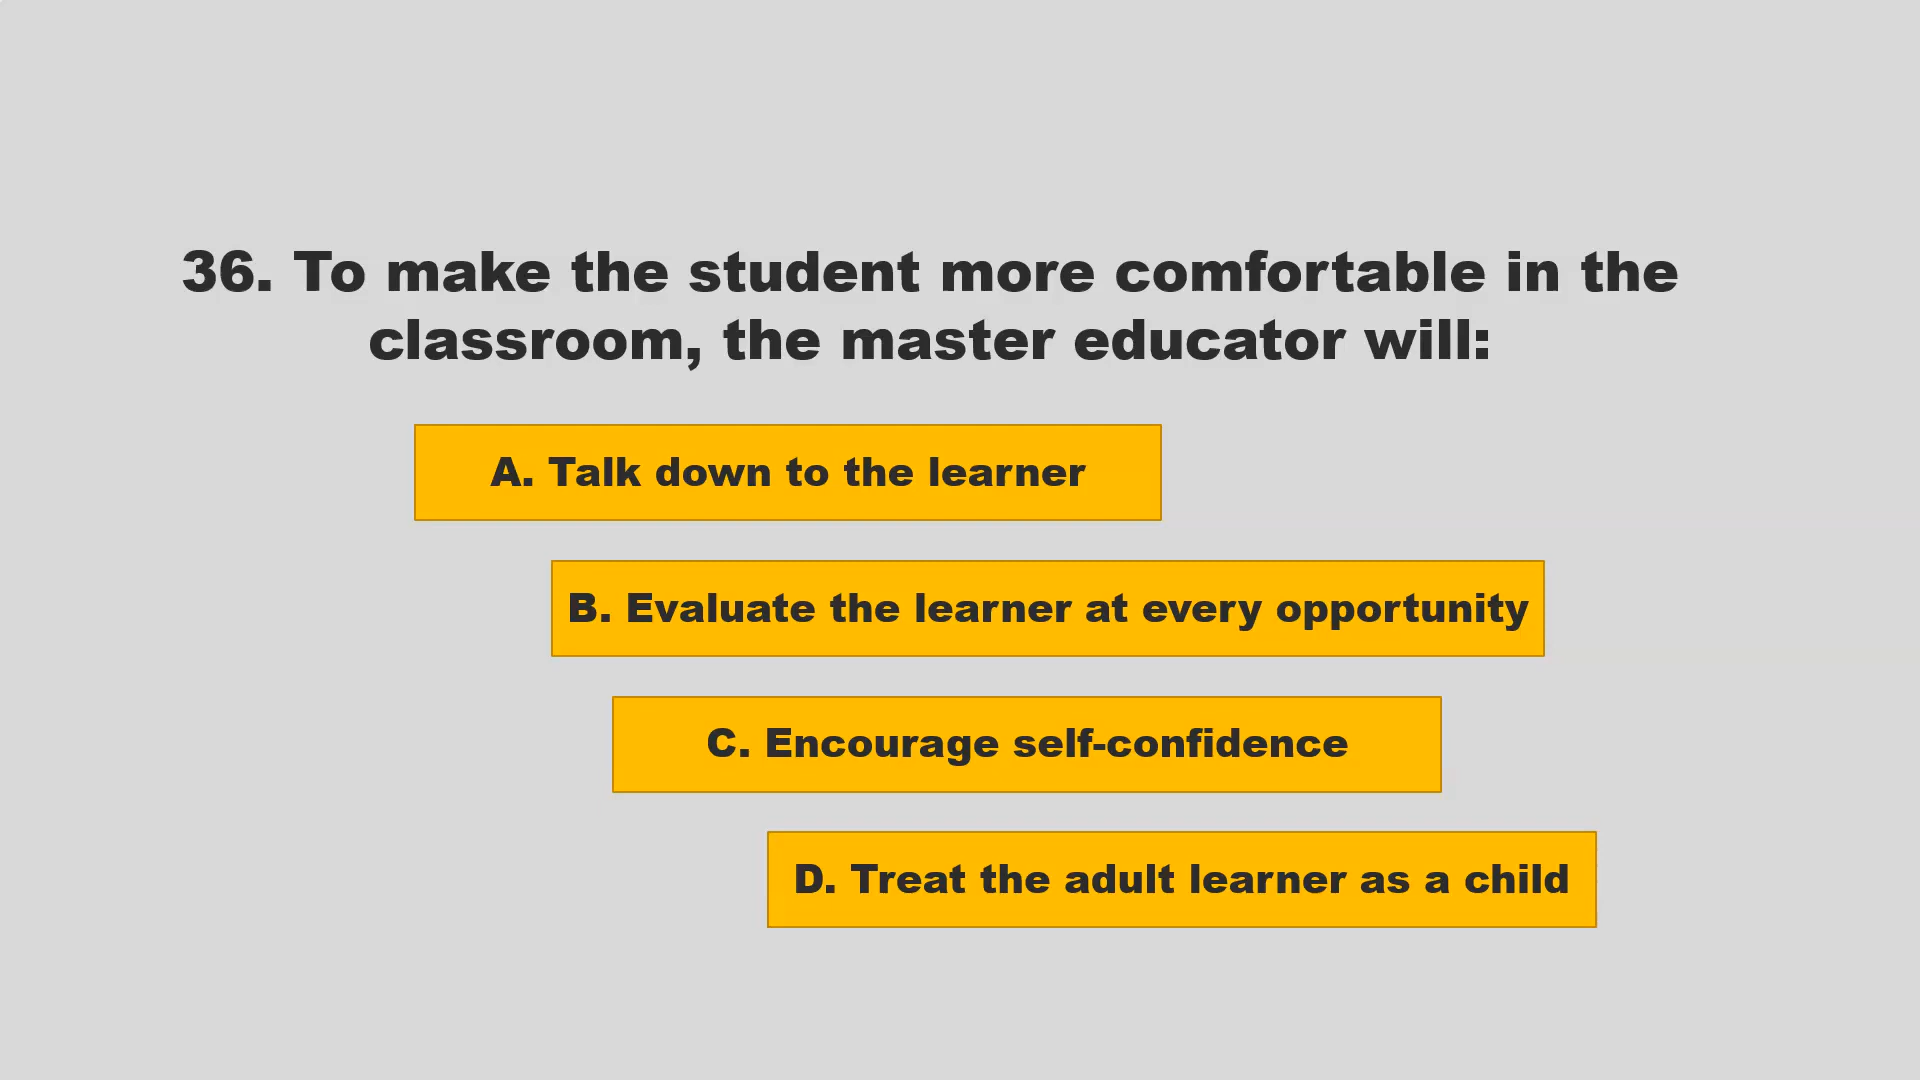 36. To make the student more comfortable in the
classroom, the master educator will:
A. Talk down to the learner
B. Evaluate the learner at every opportunity
C. Encourage self-confidence
D. Treat the adult learner as a child